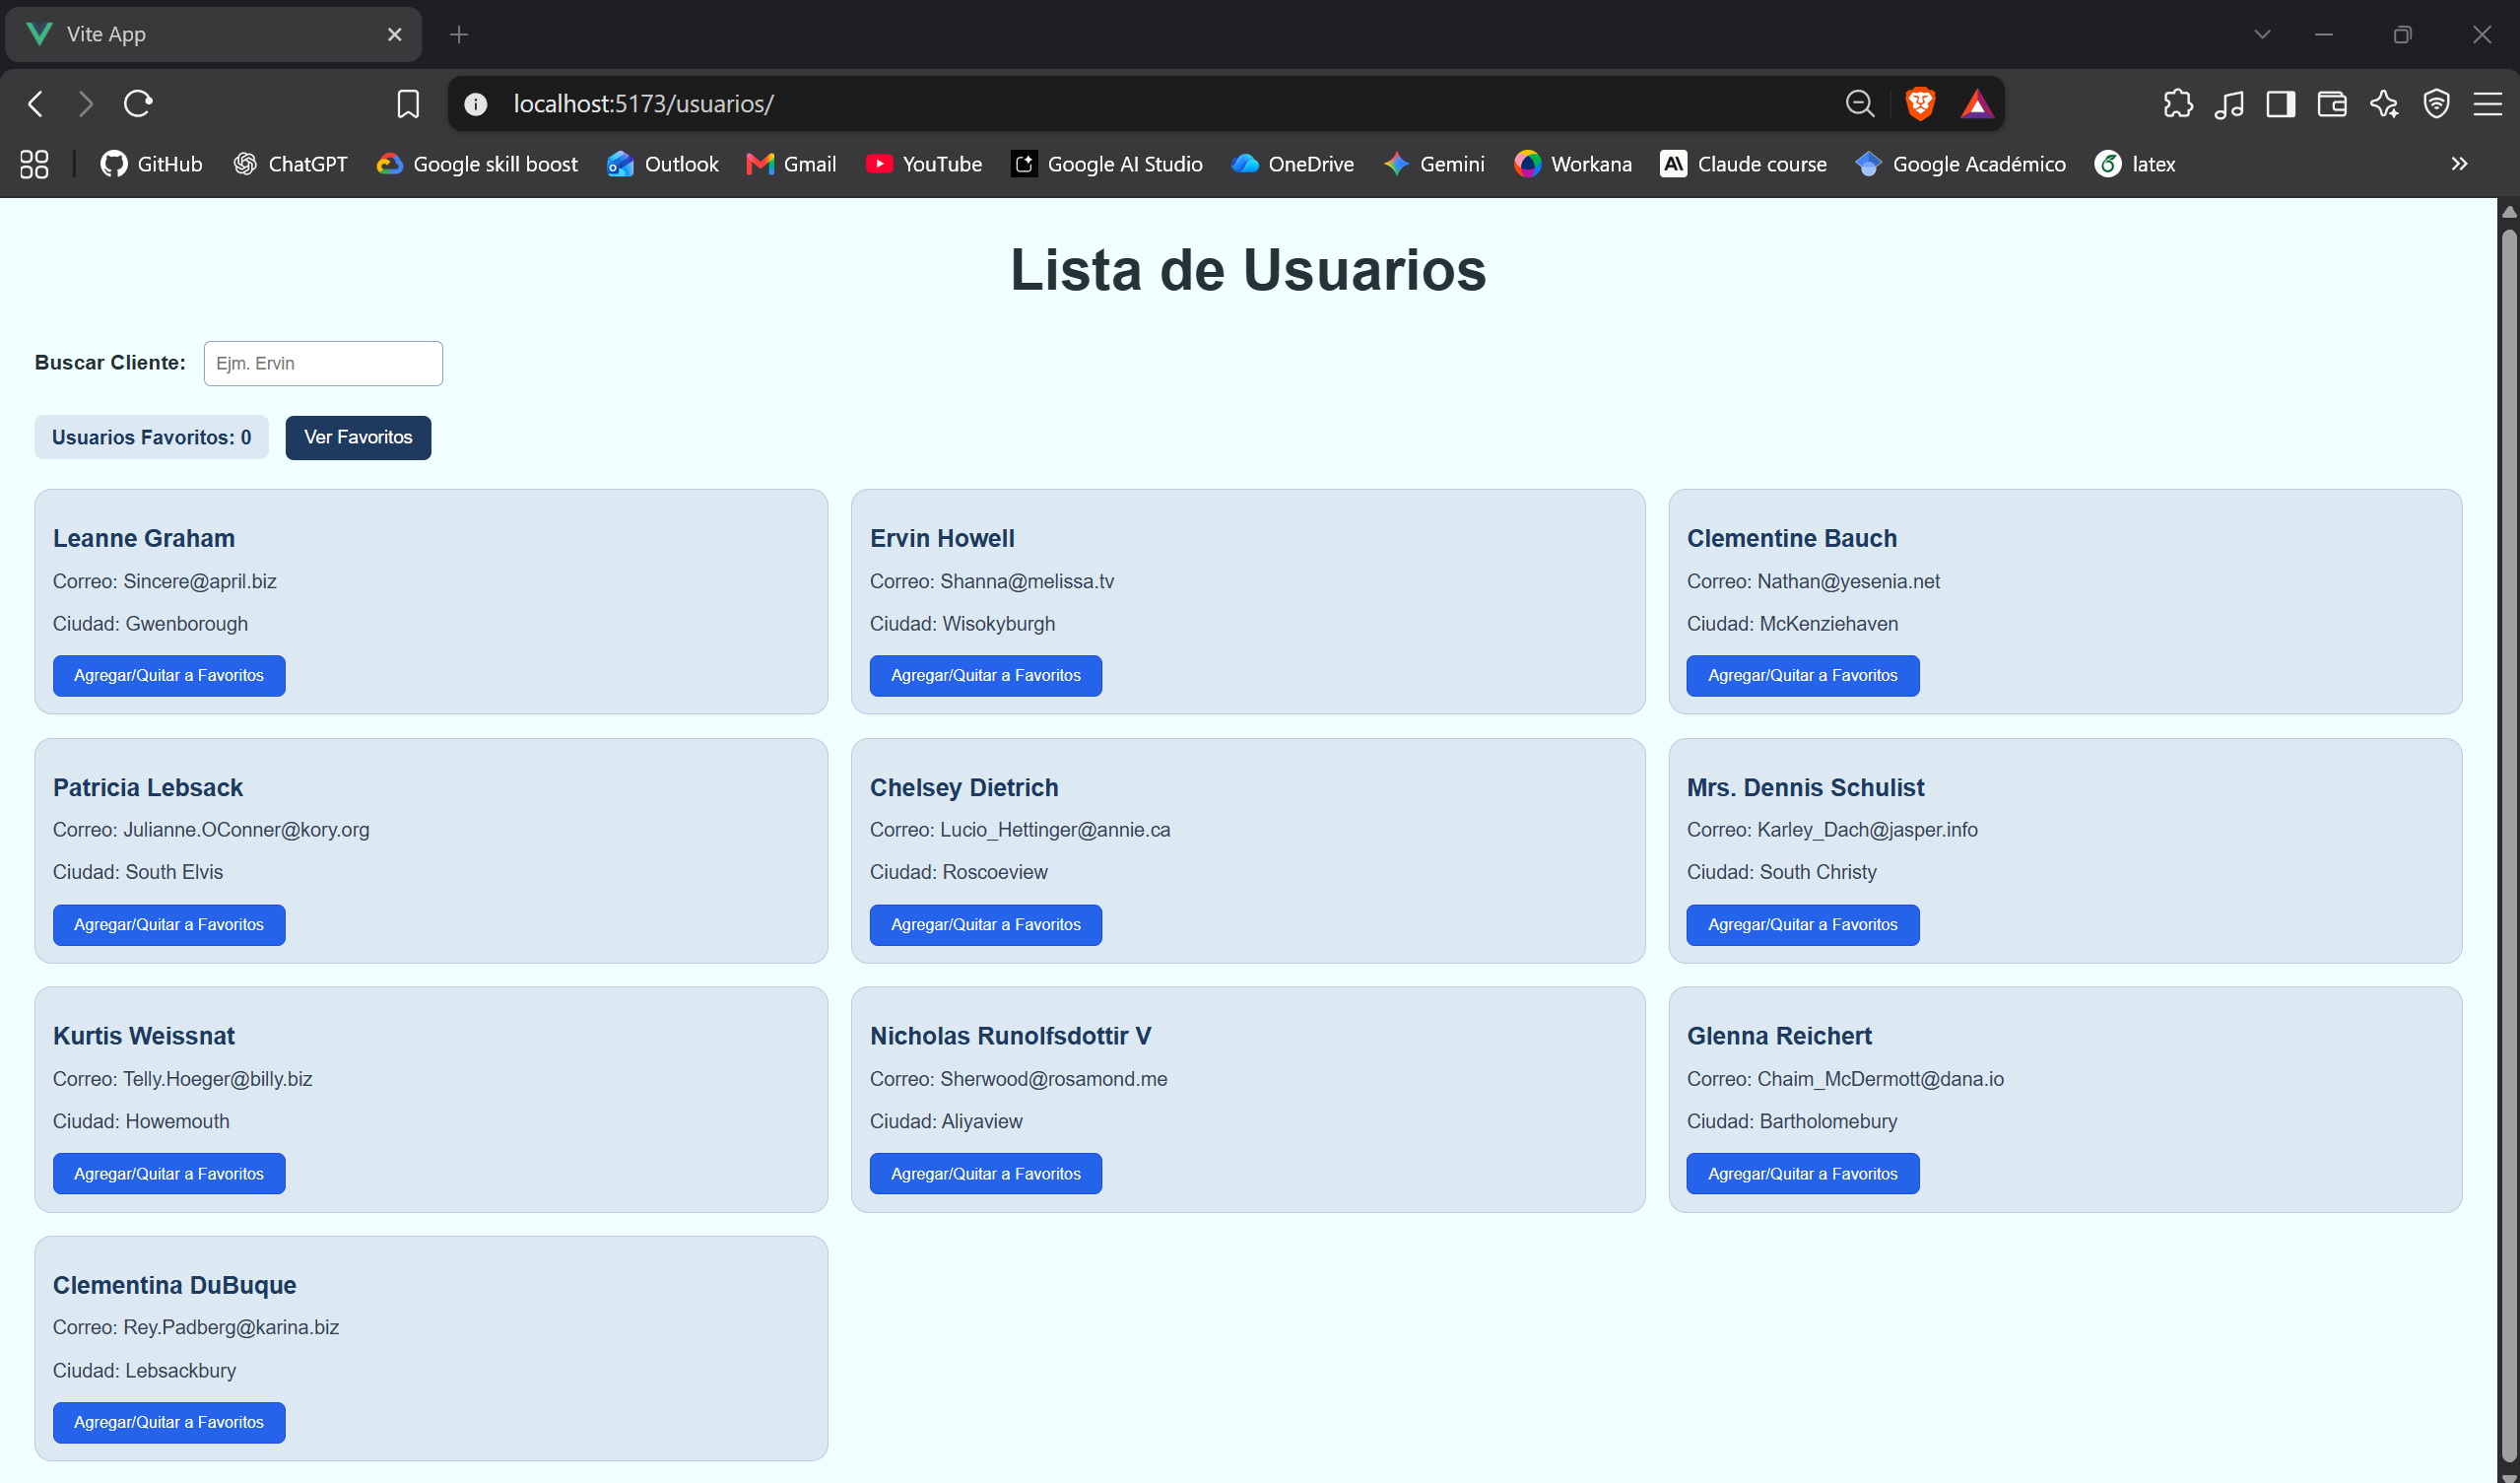 Vite App
localhost:5173/usuarios/
GitHub ChatGPT Google skill boost Outlook Gmail YouTube Google AI Studio OneDrive Gemini Workana Claude course Google Académico latex
Lista de Usuarios
Buscar Cliente: Ejm. Ervin
Usuarios Favoritos: 0 Ver Favoritos
Leanne Graham
Correo: Sincere@april.biz
Ciudad: Gwenborough
Agregar/Quitar a Favoritos
Ervin Howell
Correo: Shanna@melissa.tv
Ciudad: Wisokyburgh
Agregar/Quitar a Favoritos
Clementine Bauch
Correo: Nathan@yesenia.net
Ciudad: McKenziehaven
Agregar/Quitar a Favoritos
Patricia Lebsack
Correo: Julianne.OConner@kory.org
Ciudad: South Elvis
Agregar/Quitar a Favoritos
Chelsey Dietrich
Correo: Lucio_Hettinger@annie.ca
Ciudad: Roscoeview
Agregar/Quitar a Favoritos
Mrs. Dennis Schulist
Correo: Karley_Dach@jasper.info
Ciudad: South Christy
Agregar/Quitar a Favoritos
Kurtis Weissnat
Correo: Telly.Hoeger@billy.biz
Ciudad: Howemouth
Agregar/Quitar a Favoritos
Nicholas Runolfsdottir V
Correo: Sherwood@rosamond.me
Ciudad: Aliyaview
Agregar/Quitar a Favoritos
Glenna Reichert
Correo: Chaim_McDermott@dana.io
Ciudad: Bartholomebury
Agregar/Quitar a Favoritos
Clementina DuBuque
Correo: Rey.Padberg@karina.biz
Ciudad: Lebsackbury
Agregar/Quitar a Favoritos